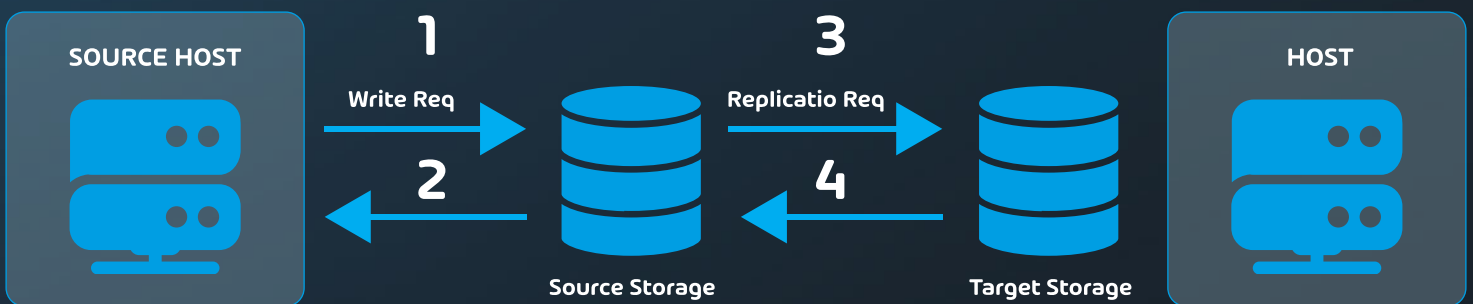 SOURCE HOST
1
Write Req
2
Source Storage
3
Replicatio Req
4
Target Storage
HOST